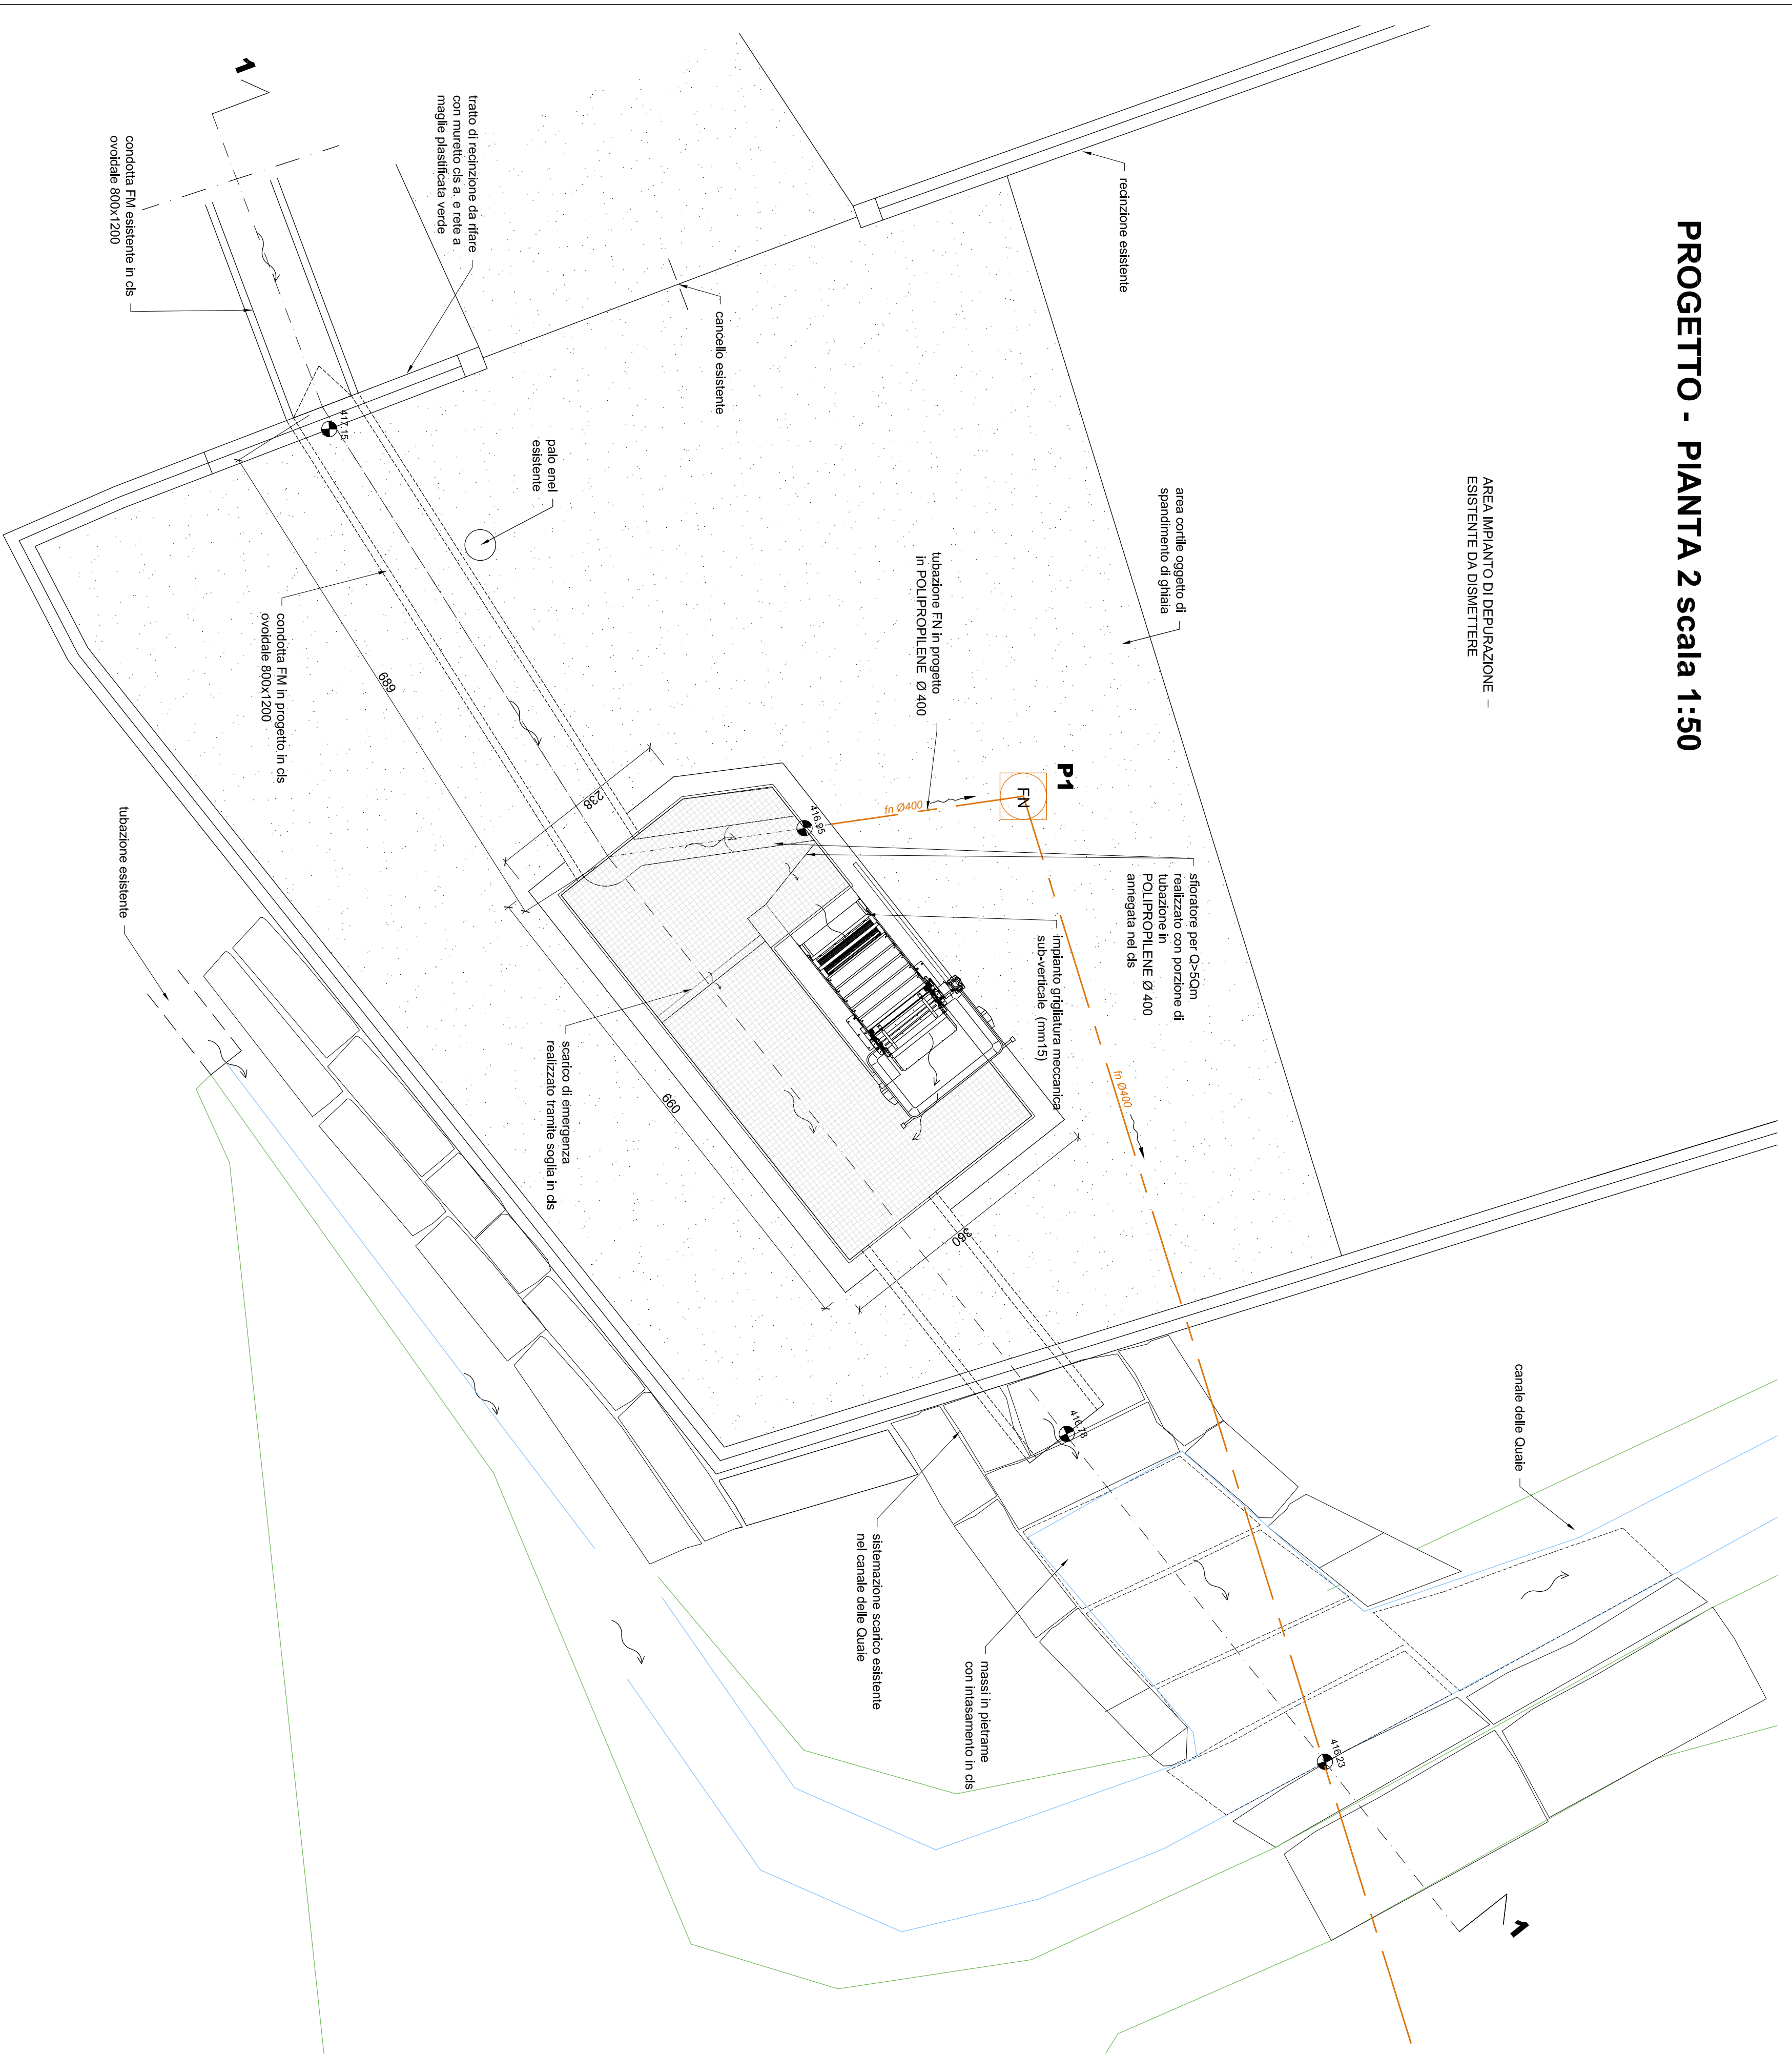 PROGETTO - PIANTA 2 scala 1:50
AREA IMPIANTO DI DEPURAZIONE
ESISTENTE DA DISMETTERE
recinzione esistente
area cortile oggetto di
spandimento di ghiaia
canale delle Quaie
cancello esistente
tratto di recinzione da rifare
con muretto cls a. e rete a
maglie plastificata verde
1
condotta FM esistente in cls
ovoidale 800x1200
417.15
palo enel
esistente
tubazione FN in progetto
in POLIPROPILENE Ø 400
P1
FN
fn Ø400
fn Ø400
416.95
sfioratore per Q>5Qm
realizzato con porzione di
tubazione in
POLIPROPILENE Ø 400
annegata nel cls
impianto grigliatura meccanica
sub-verticale (mm15)
condotta FM in progetto in cls
ovoidale 800x1200
689
238
660
360
scarico di emergenza
realizzato tramite soglia in cls
tubazione esistente
416.78
sistemazione scarico esistente
nel canale delle Quaie
massi in pietrame
con intasamento in cls
416.23
1